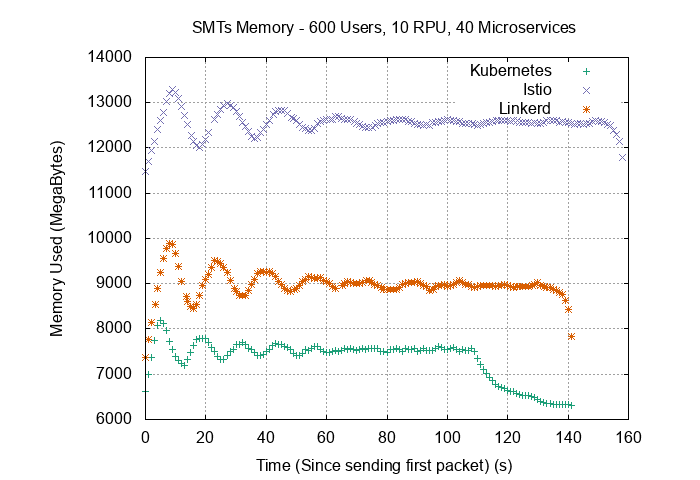 SMTs Memory - 600 Users, 10 RPU, 40 Microservices
14000
13000
12000
11000
10000
9000
8000
7000
6000
Memory Used (MegaBytes)
Kubernetes
Istio
Linkerd
0 20 40 60 80 100 120 140 160
Time (Since sending first packet) (s)